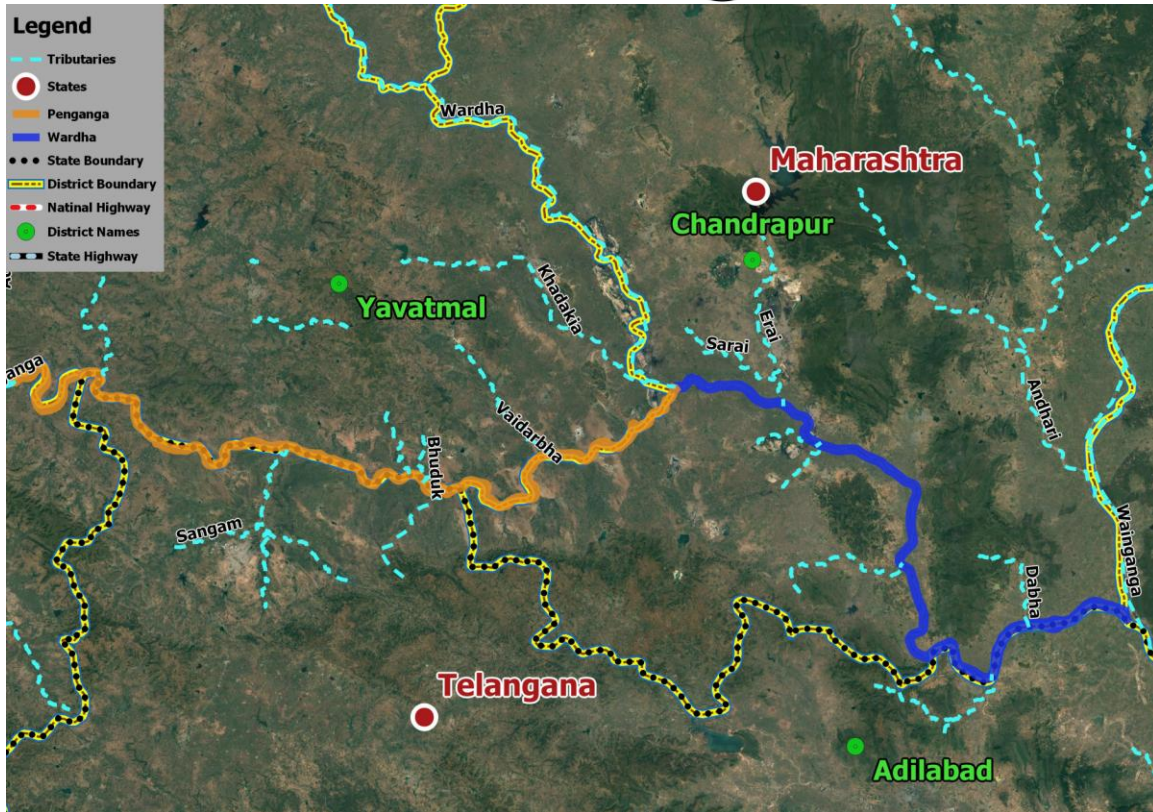 Legend
Tributaries
States
Penganga
Wardha
State Boundary
District Boundary
Natinal Highway
District Names
State Highway
Wardha
Maharashtra
Chandrapur
Yavatmal
Khadakia
Erai
Sarai
anga
Vaidarbha
Andhari
Bhuduk
Sangam
Wainganga
Dabha
Telangana
Adilabad